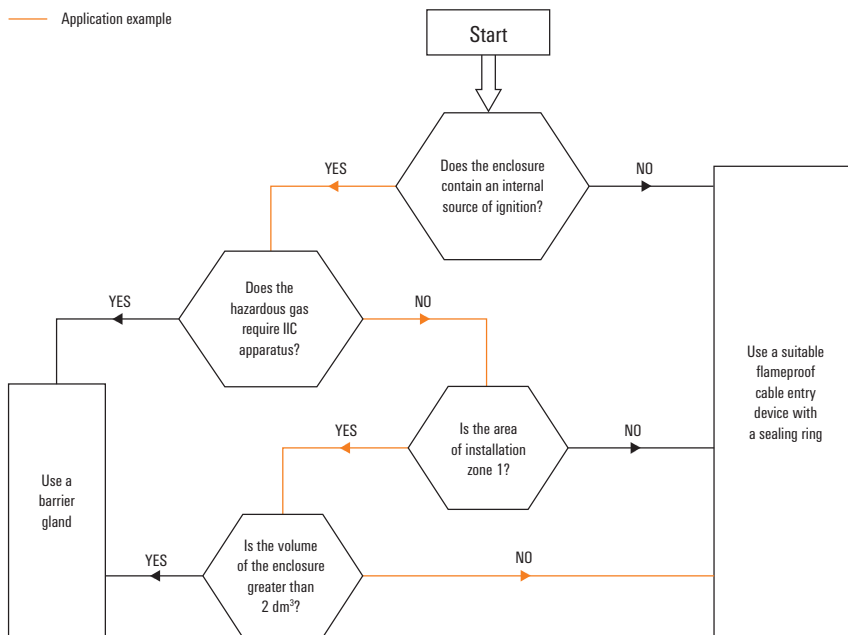 Application example
Start
Does the enclosure
contain an internal
source of ignition?
YES
NO
Does the
hazardous gas
require IIC
apparatus?
YES
NO
Use a suitable
flameproof
cable entry
device with
a sealing ring
Is the area
of installation
zone 1?
YES
NO
Use a
barrier
gland
Is the volume
of the enclosure
greater than
2 dm³?
YES
NO